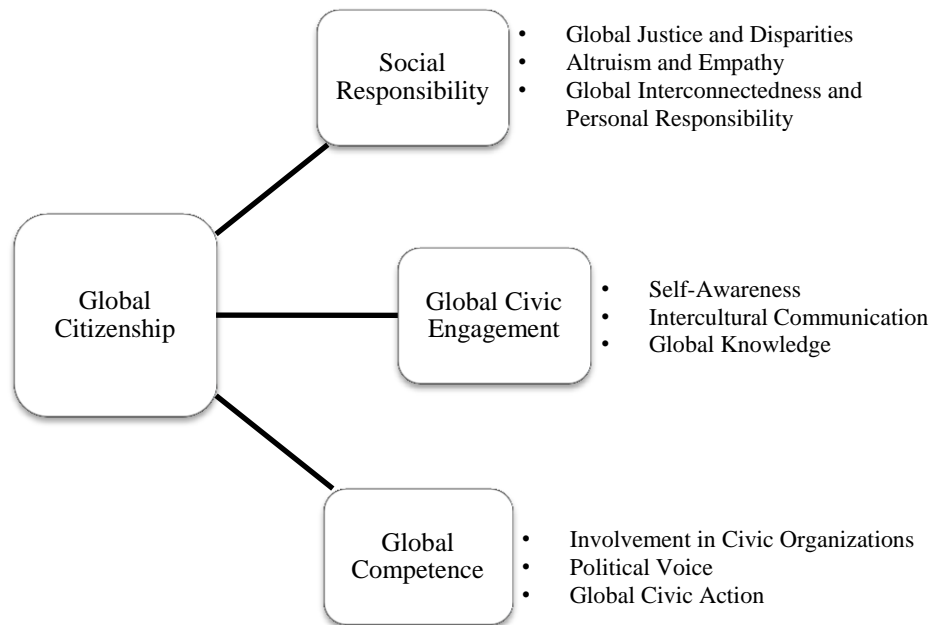 Social
Responsibility
• Global Justice and Disparities
• Altruism and Empathy
• Global Interconnectedness and
Personal Responsibility
Global
Citizenship
Global Civic
Engagement
• Self-Awareness
• Intercultural Communication
• Global Knowledge
Global
Competence
• Involvement in Civic Organizations
• Political Voice
• Global Civic Action